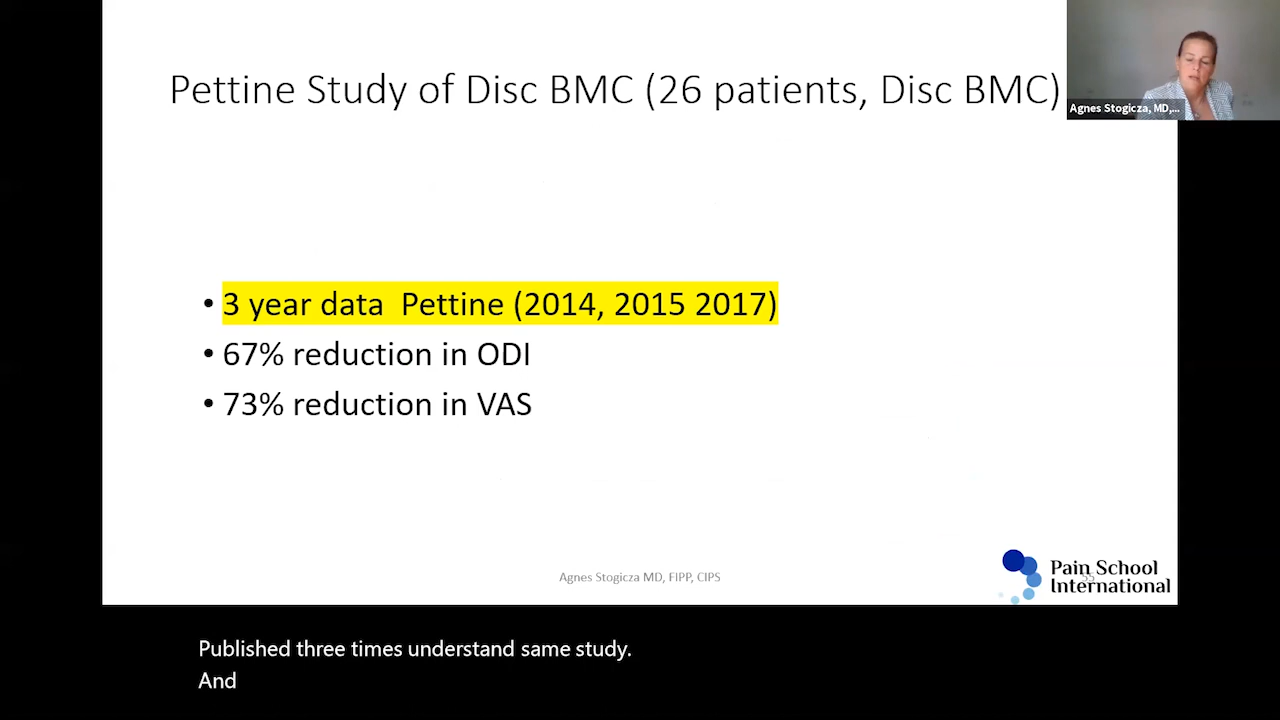 Pettine Study of Disc BMC (26 patients, Disc BMC)
Agnes Stogicza, MD,...
• 3 year data Pettine (2014, 2015 2017)
• 67% reduction in ODI
• 73% reduction in VAS
Agnes Stogicza MD, FIPP, CIPS
55
Pain School
International
Published three times understand same study.
And